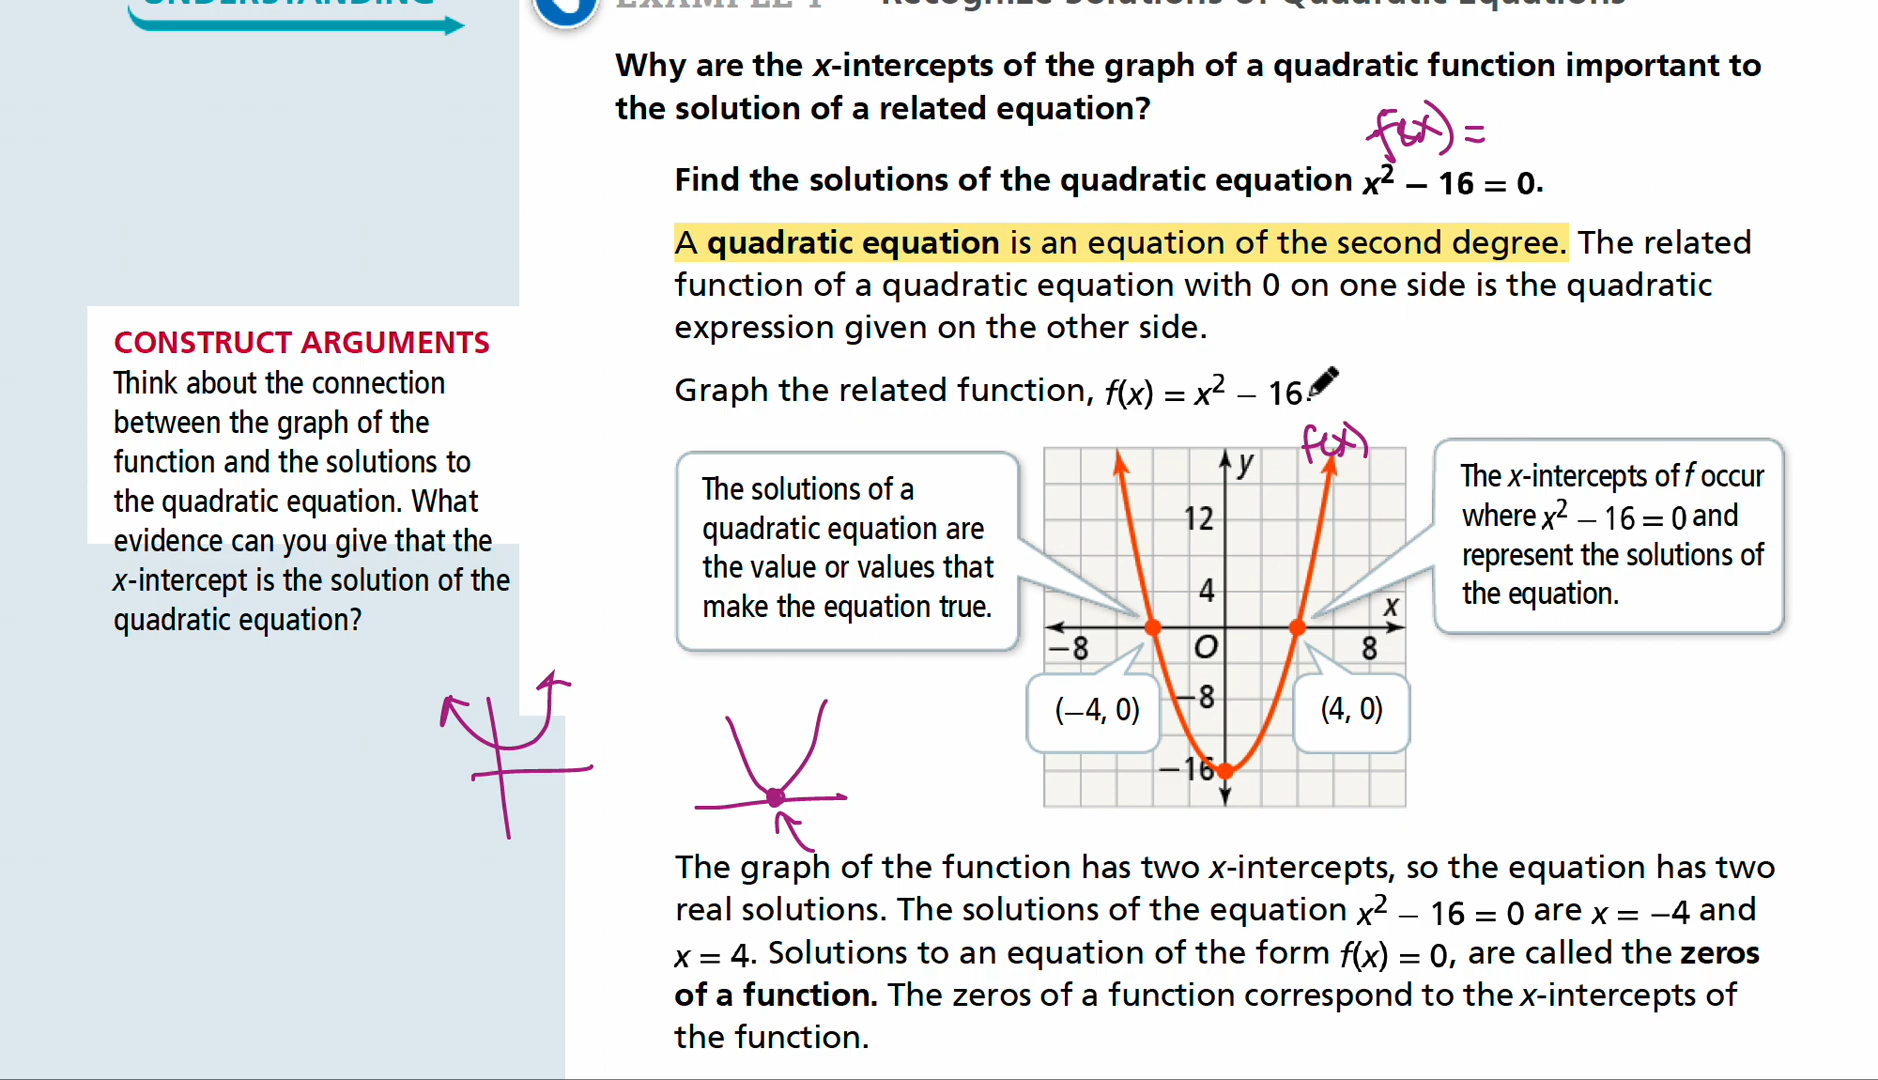 UNDERSTANDING
EXAMPLE 1 Recognize Solutions of Quadratic Equations
Why are the x-intercepts of the graph of a quadratic function important to
the solution of a related equation?
f(x) =
Find the solutions of the quadratic equation x² – 16 = 0.
A quadratic equation is an equation of the second degree. The related
function of a quadratic equation with 0 on one side is the quadratic
expression given on the other side.
CONSTRUCT ARGUMENTS
Think about the connection
between the graph of the
function and the solutions to
the quadratic equation. What
evidence can you give that the
x-intercept is the solution of the
quadratic equation?
Graph the related function, f(x) = x² – 16.
The solutions of a
quadratic equation are
the value or values that
make the equation true.
f(x)
y
12
4
x
–8
O
8
–8
–16
(–4, 0)
(4, 0)
The x-intercepts of f occur
where x² – 16 = 0 and
represent the solutions of
the equation.
The graph of the function has two x-intercepts, so the equation has two
real solutions. The solutions of the equation x² – 16 = 0 are x = –4 and
x = 4. Solutions to an equation of the form f(x) = 0, are called the zeros
of a function. The zeros of a function correspond to the x-intercepts of
the function.